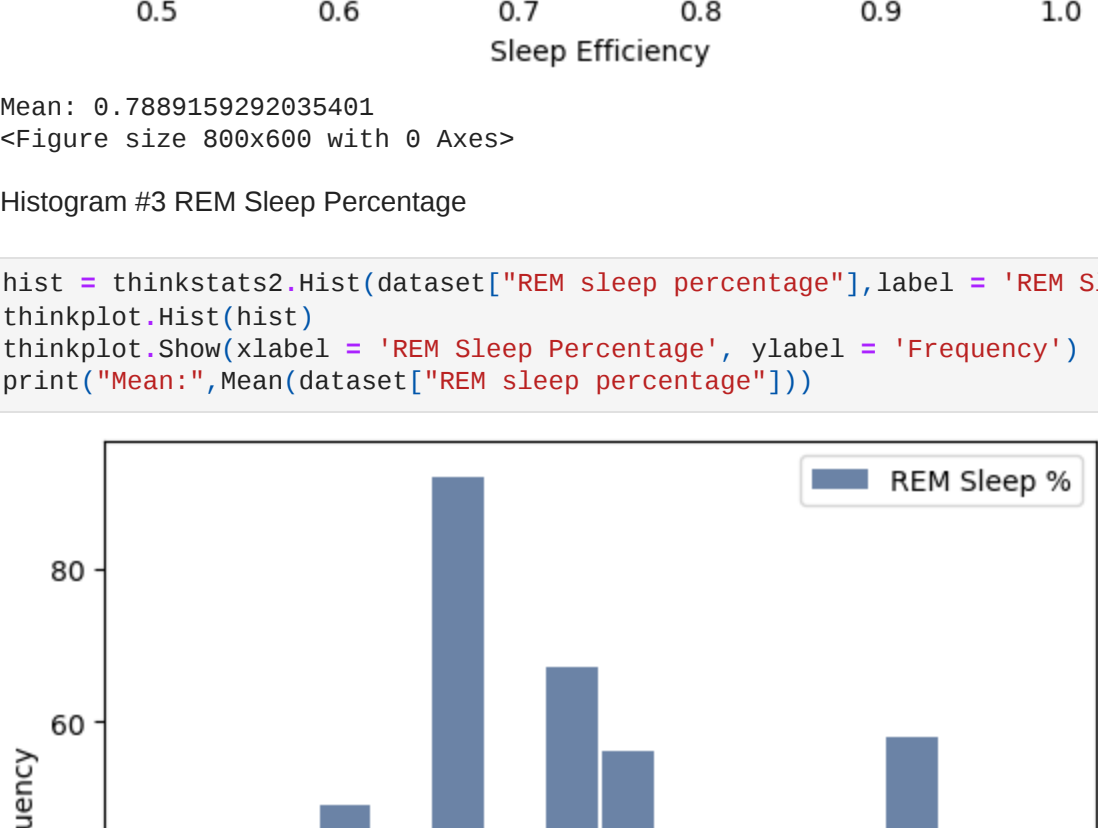 0.5 0.6 0.7 0.8 0.9 1.0
Sleep Efficiency
Mean: 0.7889159292035401
<Figure size 800x600 with 0 Axes>
Histogram #3 REM Sleep Percentage
hist = thinkstats2.Hist(dataset["REM sleep percentage"],label = 'REM
thinkplot.Hist(hist)
thinkplot.Show(xlabel = 'REM Sleep Percentage', ylabel = 'Frequency')
print("Mean:",Mean(dataset["REM sleep percentage"]))
REM Sleep %
80
60